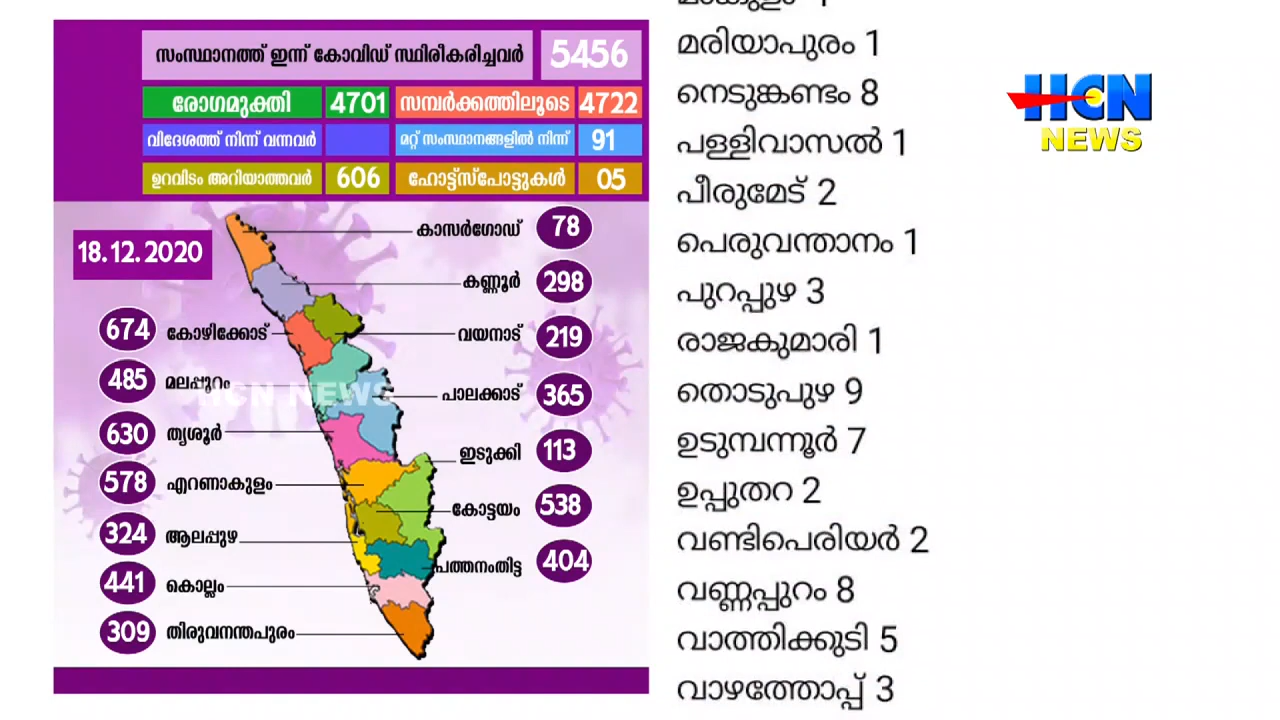 സംസ്ഥാനത്ത് ഇന്ന് കോവിഡ് സ്ഥിരീകരിച്ചവർ 5456
രോഗമുക്തി 4701 സമ്പർക്കത്തിലൂടെ 4722
വിദേശത്ത് നിന്ന് വന്നവർ മറ്റ് സംസ്ഥാനങ്ങളിൽ നിന്ന് 91
ഉറവിടം അറിയാത്തവർ 606 ഹോട്ട്സ്പോട്ടുകൾ 05
18.12.2020
കാസർഗോഡ് 78
കണ്ണൂർ 298
674 കോഴിക്കോട് വയനാട് 219
485 മലപ്പുറം പാലക്കാട് 365
630 തൃശൂർ ഇടുക്കി 113
578 എറണാകുളം കോട്ടയം 538
324 ആലപ്പുഴ പത്തനംതിട്ട 404
441 കൊല്ലം
309 തിരുവനന്തപുരം
HCN NEWS
മരിയാപുരം 1
നെടുങ്കണ്ടം 8
പള്ളിവാസൽ 1
പീരുമേട് 2
പെരുവന്താനം 1
പുറപ്പുഴ 3
രാജകുമാരി 1
തൊടുപുഴ 9
ഉടുമ്പന്നൂർ 7
ഉപ്പുതറ 2
വണ്ടിപെരിയർ 2
വണ്ണപ്പുറം 8
വാത്തിക്കുടി 5
വാഴത്തോപ്പ് 3
HCN
NEWS